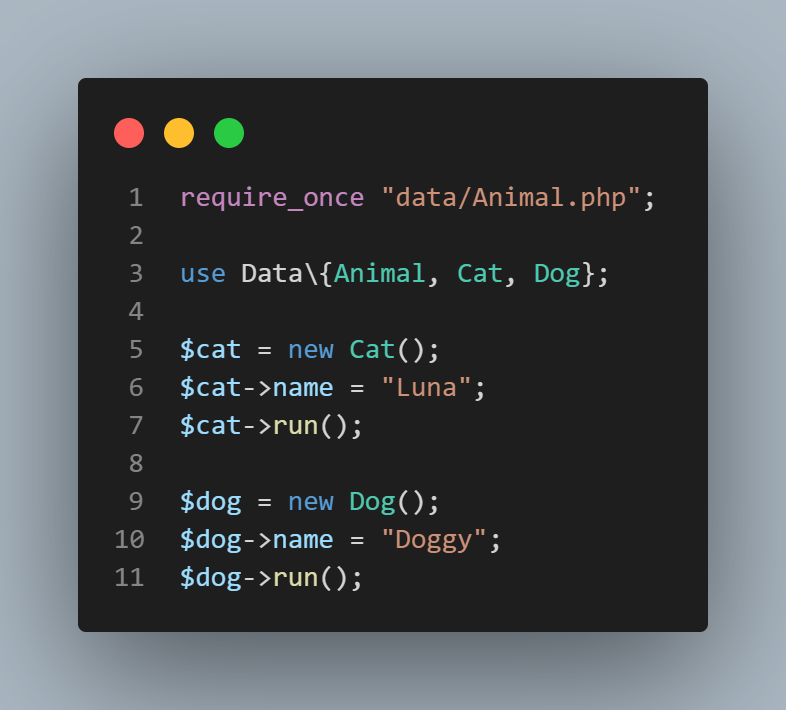 1 require_once "data/Animal.php";
2
3 use Data\{Animal, Cat, Dog};
4
5 $cat = new Cat();
6 $cat->name = "Luna";
7 $cat->run();
8
9 $dog = new Dog();
10 $dog->name = "Doggy";
11 $dog->run();